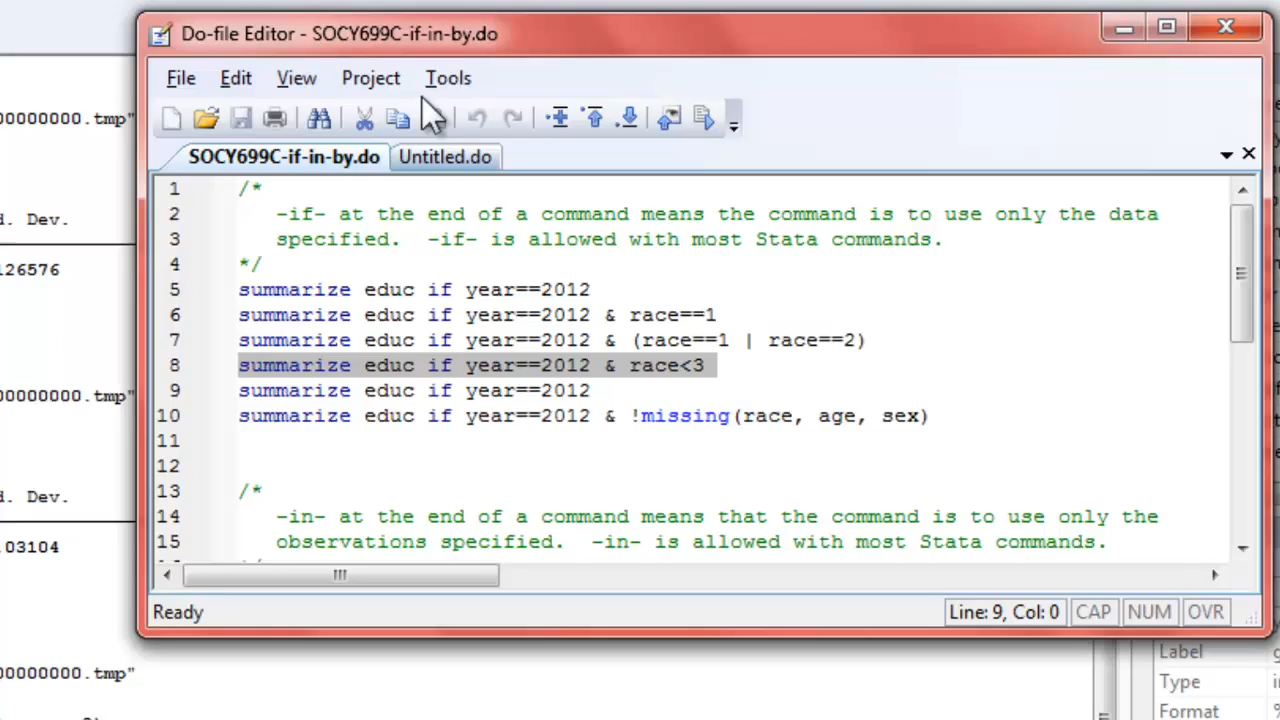 Do-file Editor - SOCY699C-if-in-by.do
File Edit View Project Tools
SOCY699C-if-in-by.do Untitled.do
1 /*
2 -if- at the end of a command means the command is to use only the data
3 specified. -if- is allowed with most Stata commands.
4 */
5 summarize educ if year==2012
6 summarize educ if year==2012 & race==1
7 summarize educ if year==2012 & (race==1 | race==2)
8 summarize educ if year==2012 & race<3
9 summarize educ if year==2012
10 summarize educ if year==2012 & !missing(race, age, sex)
11
12
13 /*
14 -in- at the end of a command means that the command is to use only the
15 observations specified. -in- is allowed with most Stata commands.
Ready Line: 9, Col: 0 CAP NUM OVR
00000000.tmp"
d. Dev.
126576
00000000.tmp"
d. Dev.
03104
00000000.tmp"
Label
Type
Format